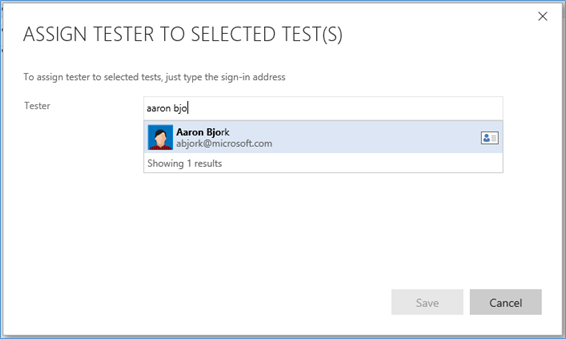 ASSIGN TESTER TO SELECTED TEST(S)
To assign tester to selected tests, just type the sign-in address
Tester
aaron bjo
Aaron Bjork
abjork@microsoft.com
Showing 1 results
Save
Cancel